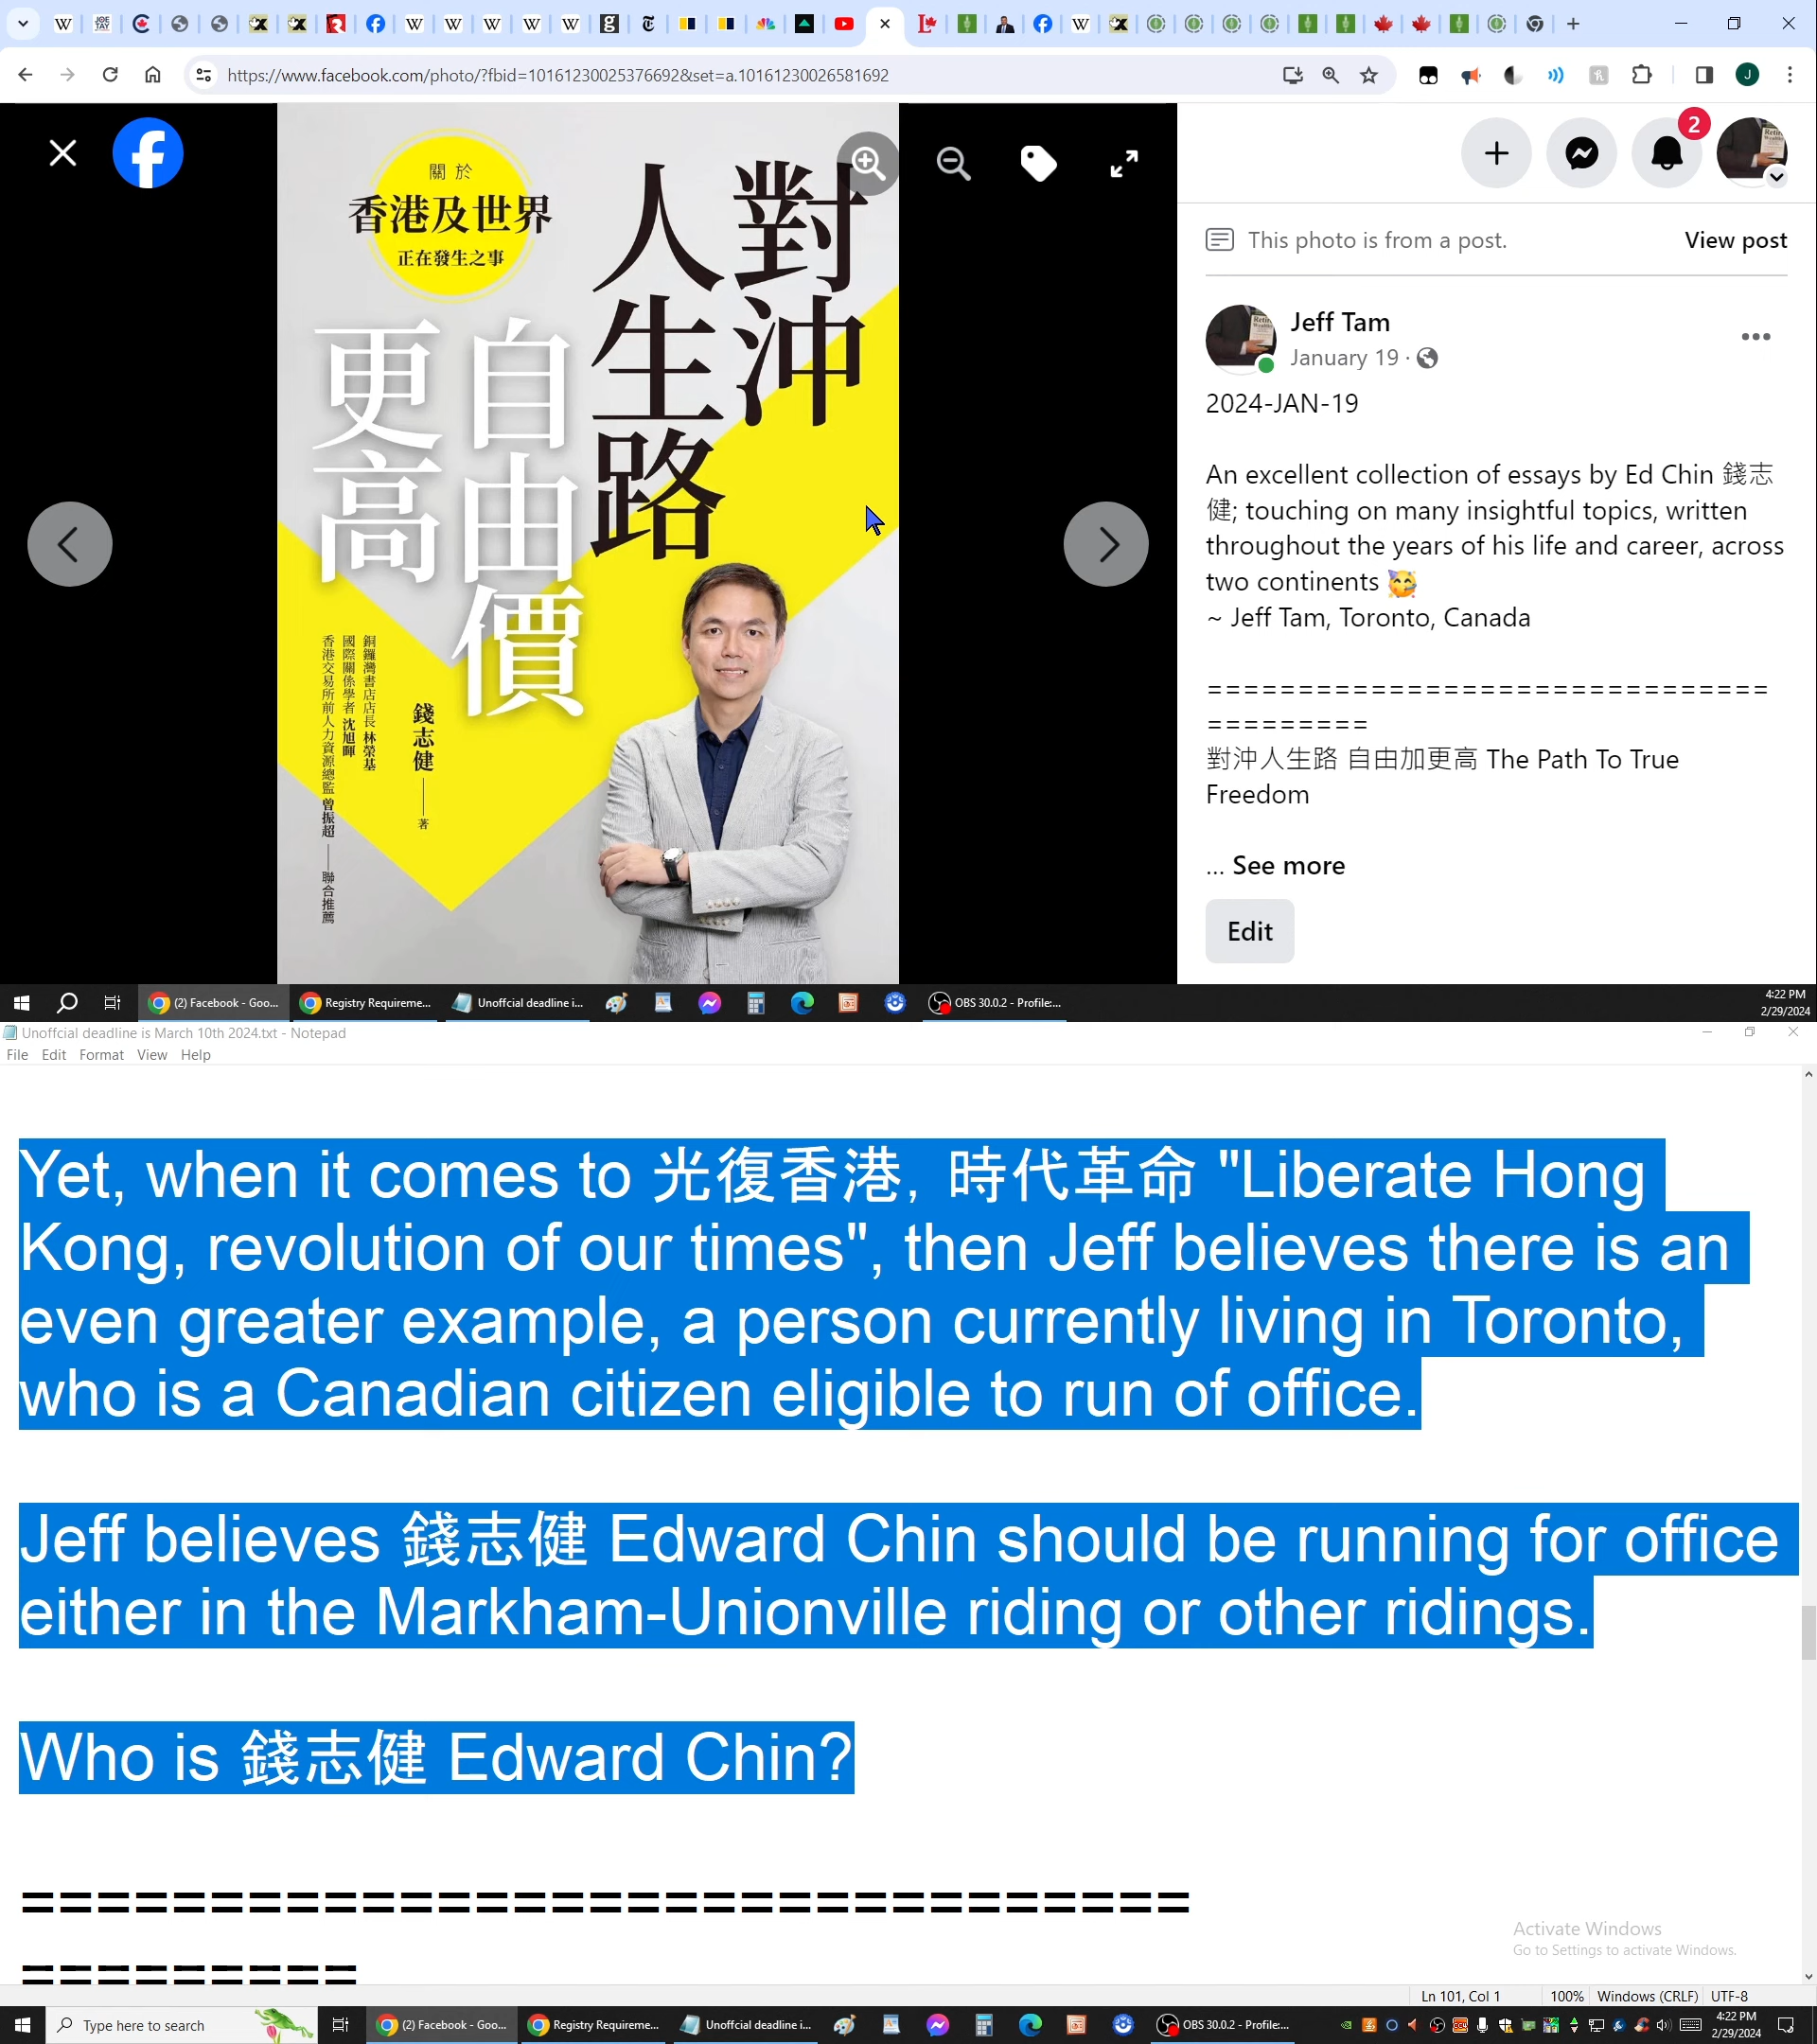 https://www.facebook.com/photo/?fbid=10161230025376692&set=a.10161230026581692
關於
香港及世界
正在發生之事
對沖
人生路
自由價
更高
銅鑼灣書店店長 林榮基
國際關係學者 沈旭暉
香港交易所前人力資源總監 曾振超 —— 聯合推薦
錢志健 —— 著
2
This photo is from a post.
View post
Jeff Tam
January 19 ·
2024-JAN-19
An excellent collection of essays by Ed Chin 錢志
健; touching on many insightful topics, written
throughout the years of his life and career, across
two continents 🥳
~ Jeff Tam, Toronto, Canada
===============================
=========
對沖人生路 自由加更高 The Path To True
Freedom
... See more
Edit
(2) Facebook - Goo...
Registry Requireme...
Unoffcial deadline i...
OBS 30.0.2 - Profile:...
4:22 PM
2/29/2024
Unoffcial deadline is March 10th 2024.txt - Notepad
File Edit Format View Help
Yet, when it comes to 光復香港, 時代革命 "Liberate Hong
Kong, revolution of our times", then Jeff believes there is an
even greater example, a person currently living in Toronto,
who is a Canadian citizen eligible to run of office.
Jeff believes 錢志健 Edward Chin should be running for office
either in the Markham-Unionville riding or other ridings.
Who is 錢志健 Edward Chin?
===============================
=========
Activate Windows
Go to Settings to activate Windows.
Ln 101, Col 1
100%
Windows (CRLF)
UTF-8
Type here to search
(2) Facebook - Goo...
Registry Requireme...
Unoffcial deadline i...
OBS 30.0.2 - Profile:...
4:22 PM
2/29/2024